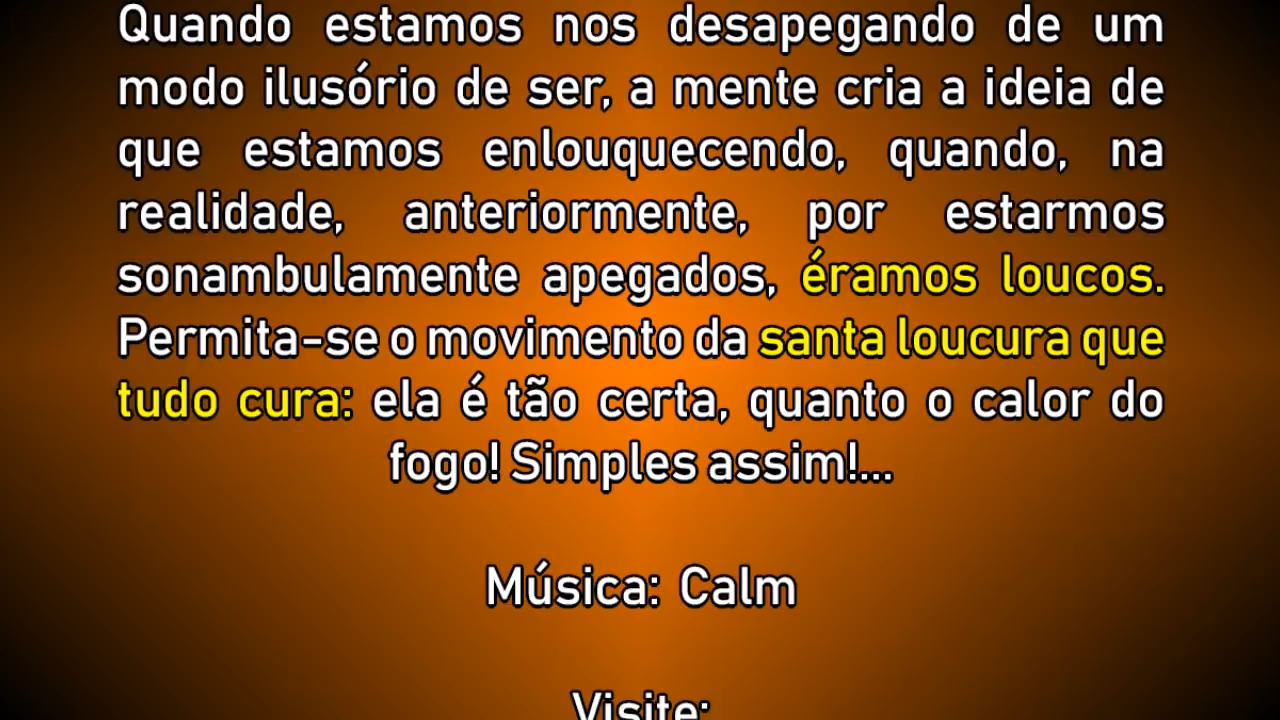 Quando estamos nos desapegando de um
modo ilusório de ser, a mente cria a ideia de
que estamos enlouquecendo, quando, na
realidade, anteriormente, por estarmos
sonambulamente apegados, éramos loucos.
Permita-se o movimento da santa loucura que
tudo cura: ela é tão certa, quanto o calor do
fogo! Simples assim!...
Música: Calm
Visite: